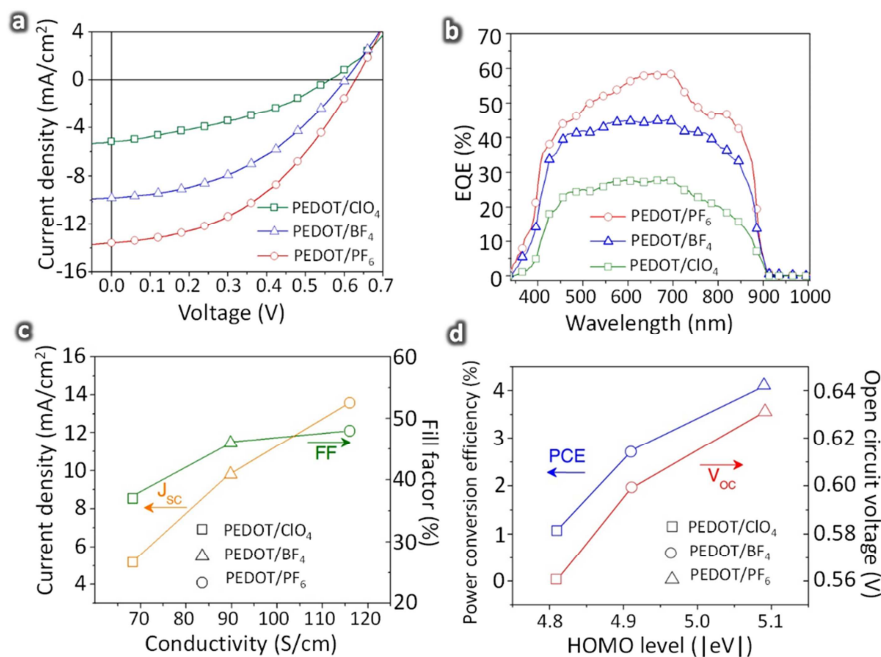 a
Current density (mA/cm²)
4
0
-4
-8
-12
-16
0.0 0.1 0.2 0.3 0.4 0.5 0.6 0.7
Voltage (V)
PEDOT/ClO₄
PEDOT/BF₄
PEDOT/PF₆
b
EQE (%)
60
50
40
30
20
10
0
400 500 600 700 800 900 1000
Wavelength (nm)
PEDOT/PF₆
PEDOT/BF₄
PEDOT/ClO₄
c
Current density (mA/cm²)
16
14
12
10
8
6
4
60
50
40
30
20
Fill factor (%)
FF
J_SC
PEDOT/ClO₄
PEDOT/BF₄
PEDOT/PF₆
60 70 80 90 100 110 120
Conductivity (S/cm)
d
Power conversion efficiency (%)
4
3
2
1
0
0.64
0.62
0.60
0.58
0.56
Open circuit voltage (V)
PCE
V_OC
PEDOT/ClO₄
PEDOT/BF₄
PEDOT/PF₆
4.8 4.9 5.0 5.1
HOMO level (|eV|)